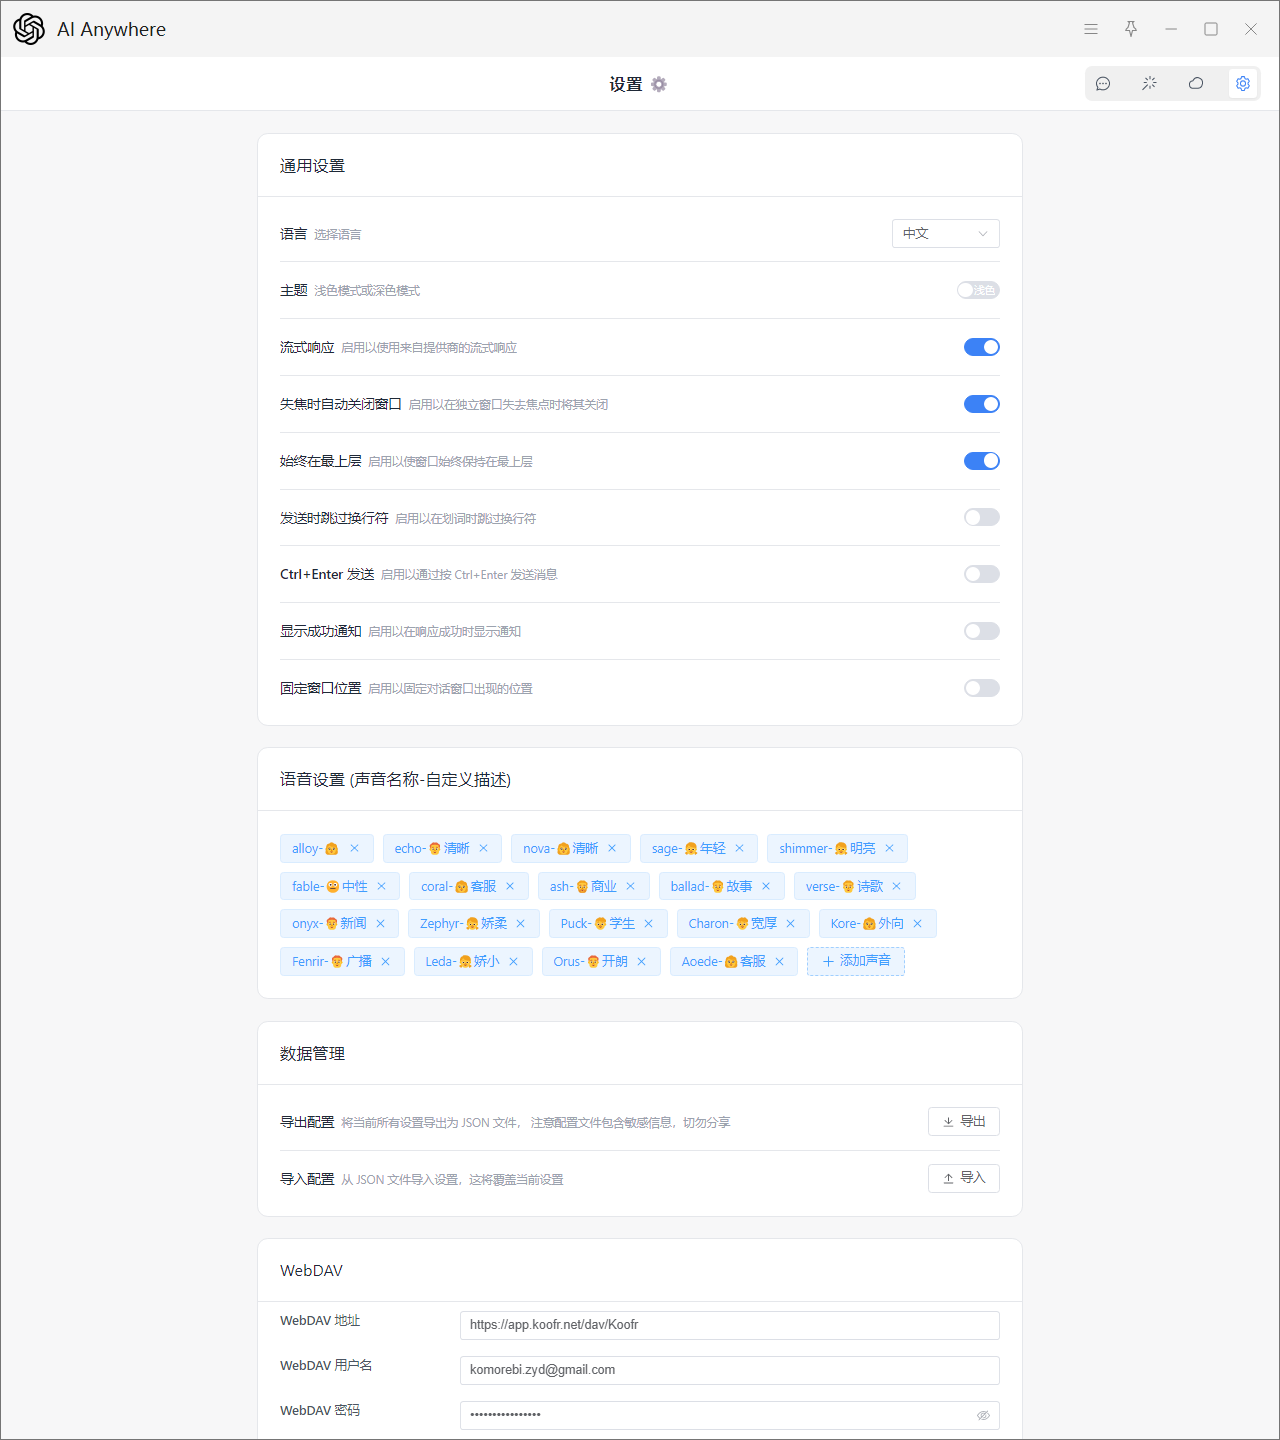 AI Anywhere
设置
通用设置
语言 选择语言 中文
主题 浅色模式或深色模式 浅色
流式响应 启用以使用来自提供商的流式响应
失焦时自动关闭窗口 启用以在独立窗口失去焦点时将其关闭
始终在最上层 启用以使窗口始终保持在最上层
发送时跳过换行符 启用以在划词时跳过换行符
Ctrl+Enter 发送 启用以通过按 Ctrl+Enter 发送消息
显示成功通知 启用以在响应成功时显示通知
固定窗口位置 启用以固定对话窗口出现的位置
语音设置 (声音名称-自定义描述)
alloy-👩 echo-👨清晰 nova-👩清晰 sage-👧年轻 shimmer-👧明亮
fable-😐中性 coral-👩客服 ash-🧔商业 ballad-👨故事 verse-👨诗歌
onyx-👨新闻 Zephyr-👧娇柔 Puck-👦学生 Charon-👨宽厚 Kore-👩外向
Fenrir-👨广播 Leda-👧娇小 Orus-👨开朗 Aoede-👩客服 添加声音
数据管理
导出配置 将当前所有设置导出为 JSON 文件， 注意配置文件包含敏感信息，切勿分享 导出
导入配置 从 JSON 文件导入设置，这将覆盖当前设置 导入
WebDAV
WebDAV 地址 https://app.koofr.net/dav/Koofr
WebDAV 用户名 komorebi.zyd@gmail.com
WebDAV 密码 ••••••••••••••••